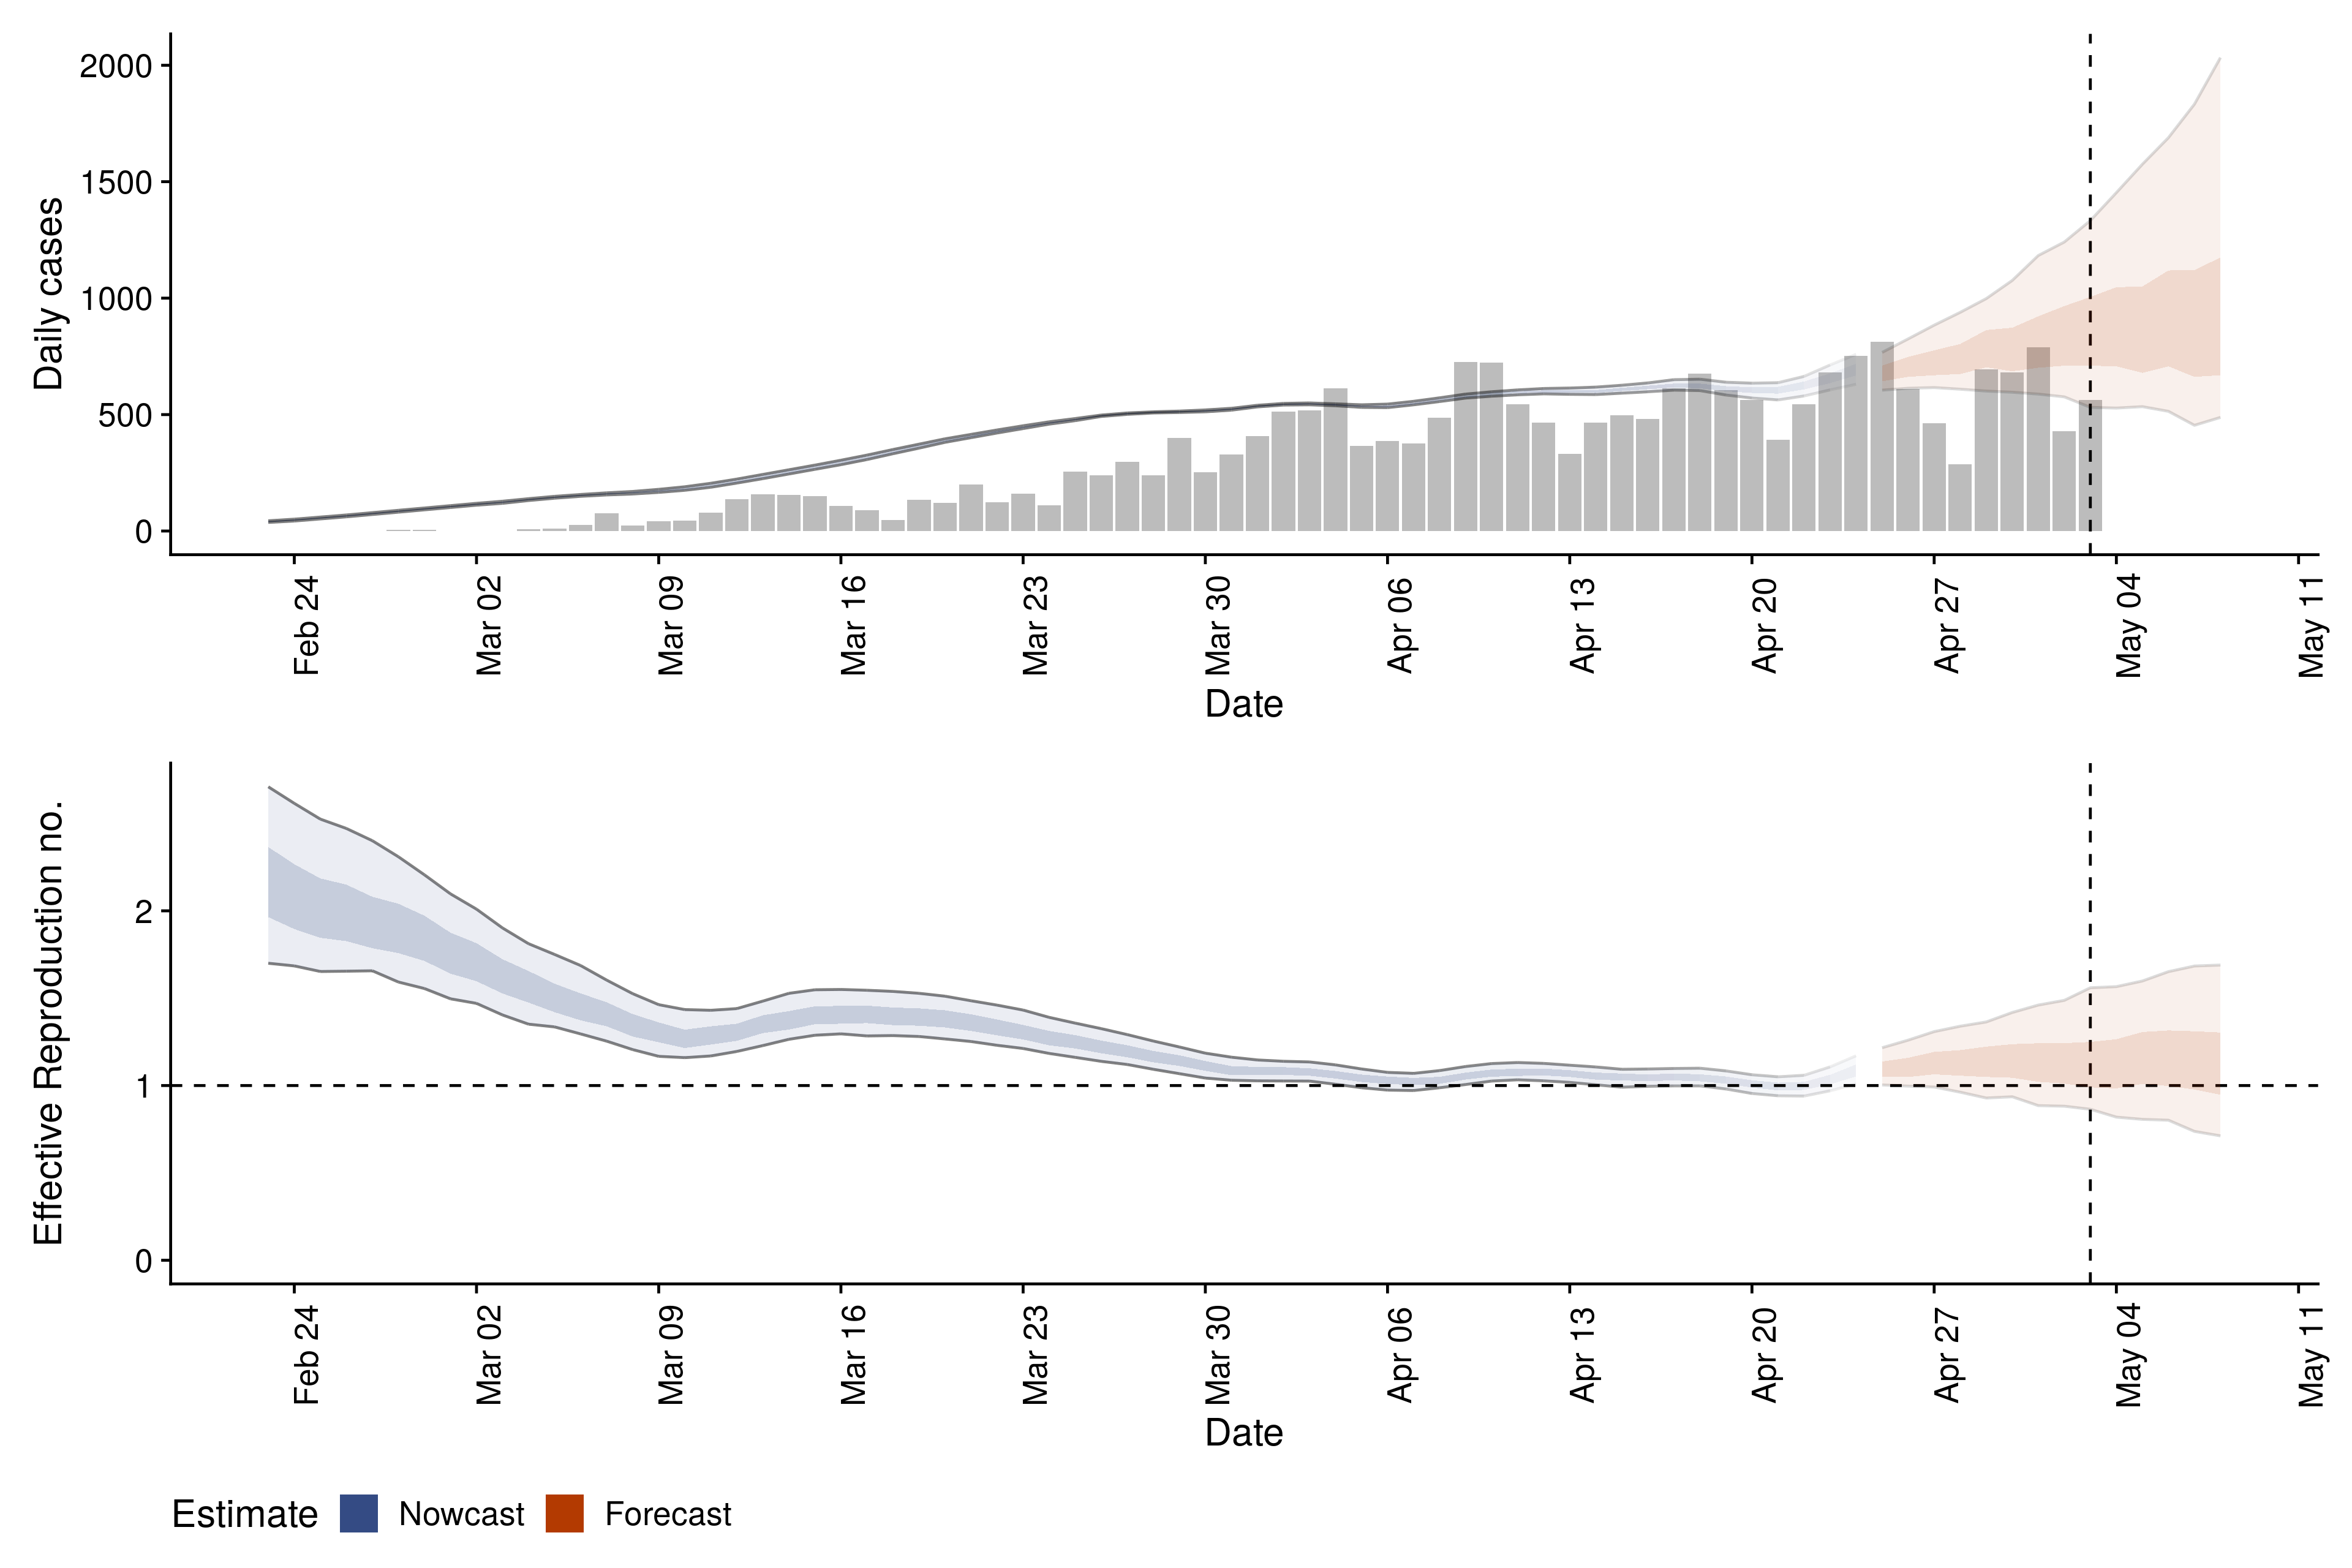 2000
1500
1000
500
0
Daily cases
Feb 24
Mar 02
Mar 09
Mar 16
Mar 23
Mar 30
Apr 06
Apr 13
Apr 20
Apr 27
May 04
May 11
Date
2
1
0
Effective Reproduction no.
Feb 24
Mar 02
Mar 09
Mar 16
Mar 23
Mar 30
Apr 06
Apr 13
Apr 20
Apr 27
May 04
May 11
Date
Estimate Nowcast Forecast